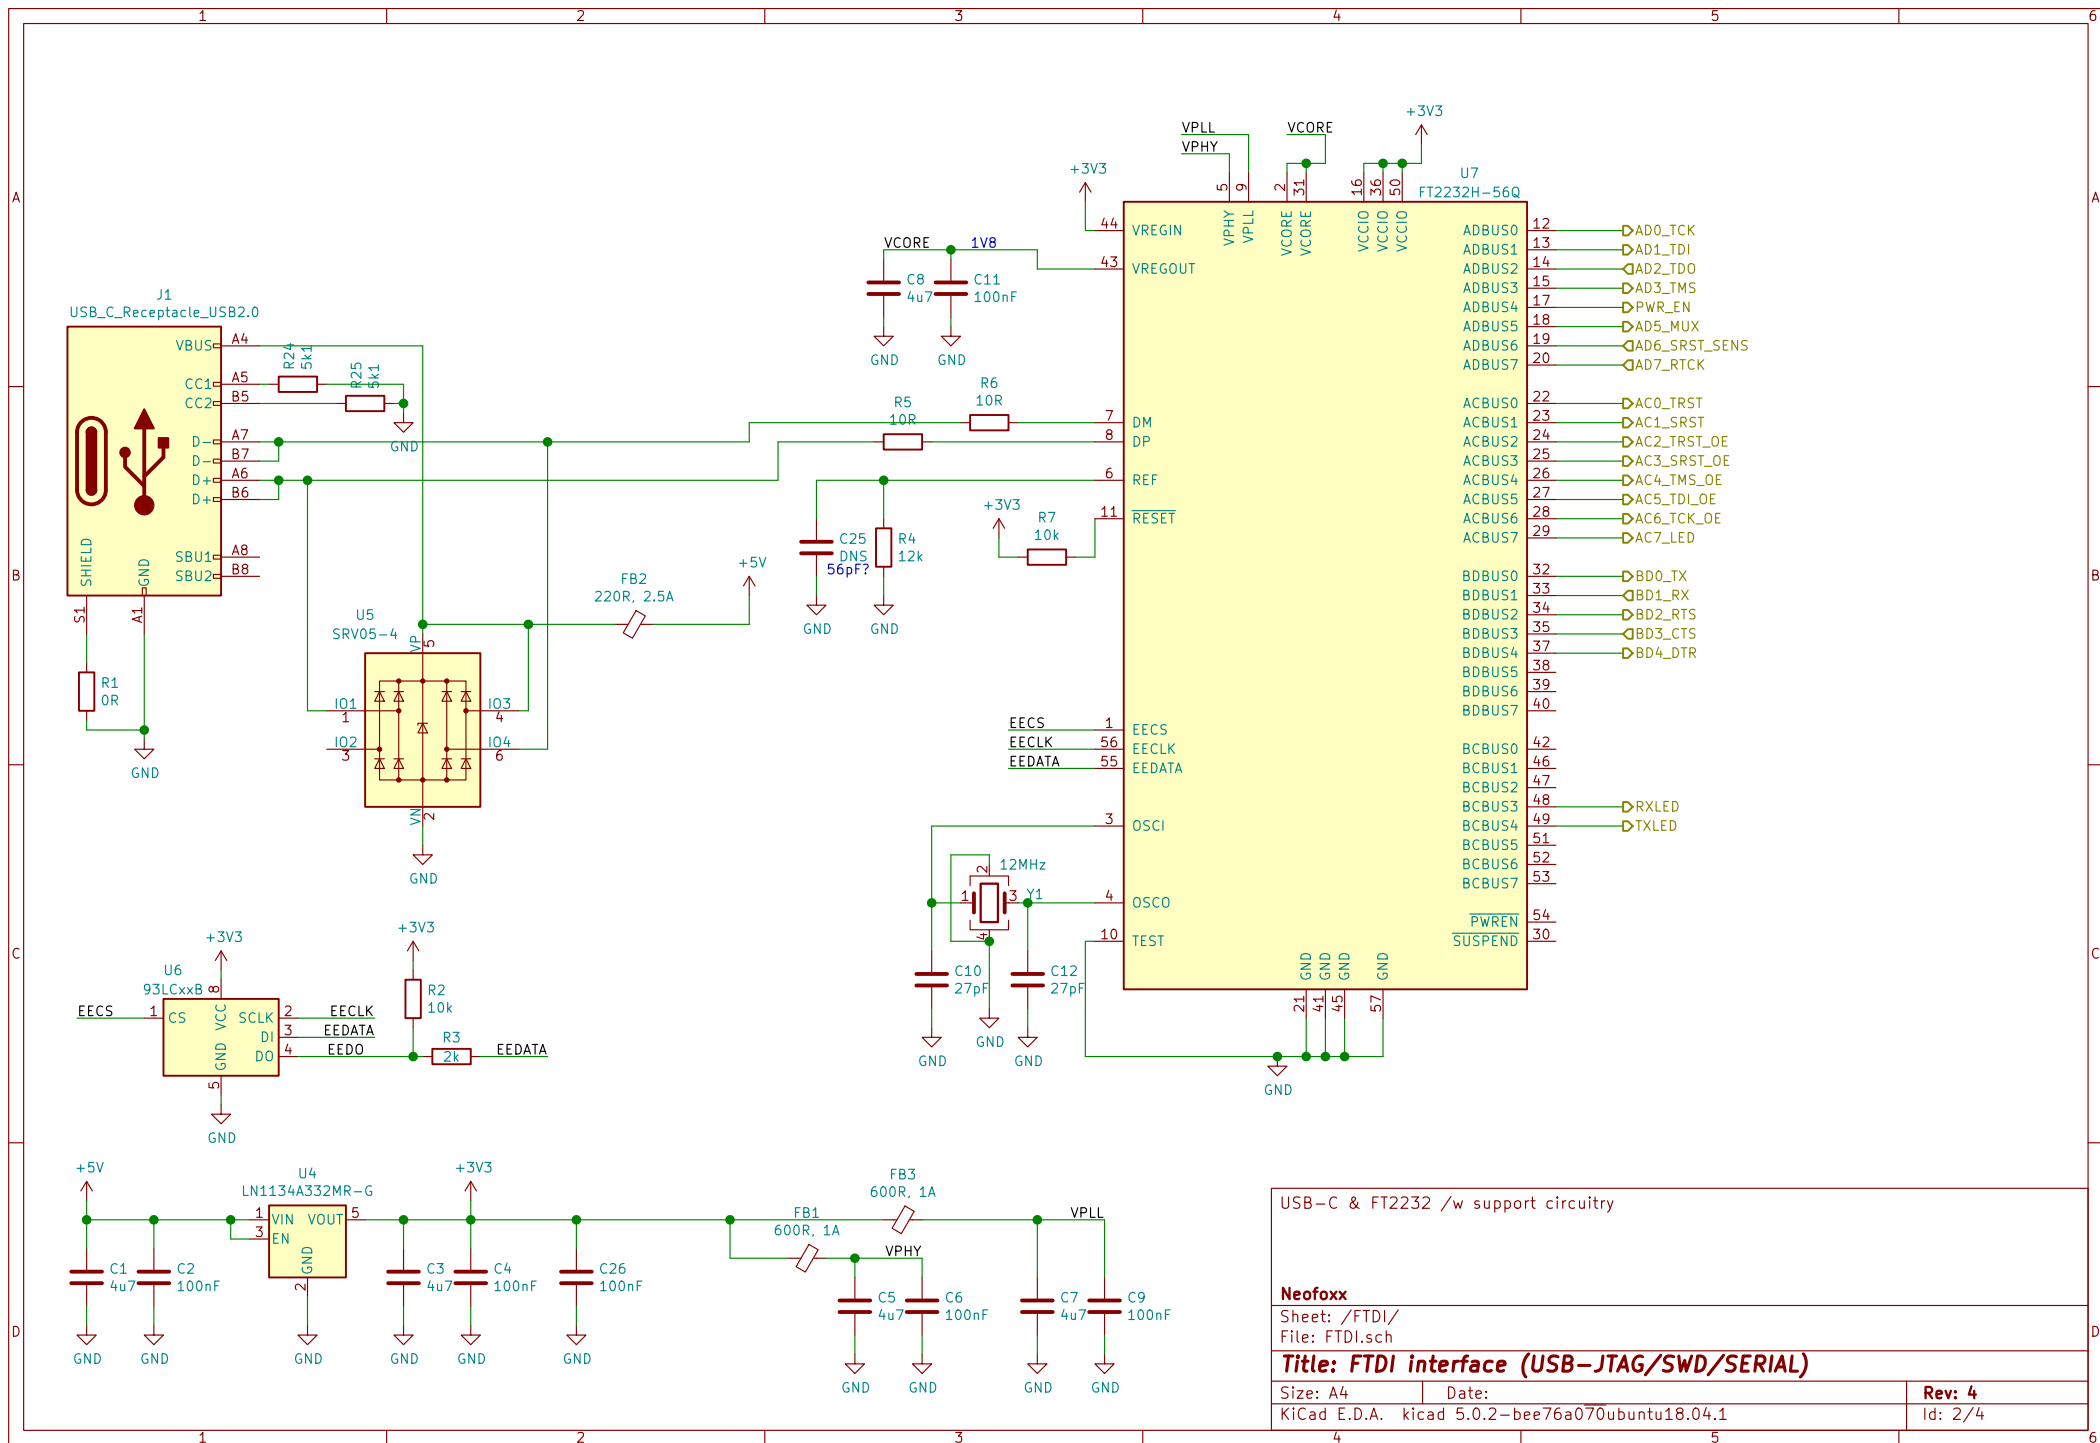 1 2 3 4 5 6
A
B
C
D
A
B
C
D
1 2 3 4 5 6
J1
USB_C_Receptacle_USB2.0
VBUS A4
CC1 A5
CC2 B5
D- A7
D- B7
D+ A6
D+ B6
SBU1 A8
SBU2 B8
SHIELD
GND
S1
A1
R24
5k1
R25
5k1
GND
R1
0R
GND
U5
SRV05-4
VP
5
IO1
1
IO2
3
IO3
4
IO4
6
VN
2
GND
FB2
220R, 2.5A
+5V
VCORE
1V8
C8
4u7
C11
100nF
GND
GND
R6
10R
R5
10R
C25
DNS
56pF?
R4
12k
GND
GND
+3V3
R7
10k
+3V3
VPLL
VPHY
VCORE
+3V3
U7
FT2232H-56Q
5 9 2 31 16 36 50
VPHY
VPLL
VCORE
VCORE
VCCIO
VCCIO
VCCIO
44 VREGIN
43 VREGOUT
7 DM
8 DP
6 REF
11 RESET
EECS 1 EECS
EECLK 56 EECLK
EEDATA 55 EEDATA
3 OSCI
4 OSCO
10 TEST
ADBUS0 12 AD0_TCK
ADBUS1 13 AD1_TDI
ADBUS2 14 AD2_TDO
ADBUS3 15 AD3_TMS
ADBUS4 17 PWR_EN
ADBUS5 18 AD5_MUX
ADBUS6 19 AD6_SRST_SENS
ADBUS7 20 AD7_RTCK
ACBUS0 22 AC0_TRST
ACBUS1 23 AC1_SRST
ACBUS2 24 AC2_TRST_OE
ACBUS3 25 AC3_SRST_OE
ACBUS4 26 AC4_TMS_OE
ACBUS5 27 AC5_TDI_OE
ACBUS6 28 AC6_TCK_OE
ACBUS7 29 AC7_LED
BDBUS0 32 BD0_TX
BDBUS1 33 BD1_RX
BDBUS2 34 BD2_RTS
BDBUS3 35 BD3_CTS
BDBUS4 37 BD4_DTR
BDBUS5 38
BDBUS6 39
BDBUS7 40
BCBUS0 42
BCBUS1 46
BCBUS2 47
BCBUS3 48 RXLED
BCBUS4 49 TXLED
BCBUS5 51
BCBUS6 52
BCBUS7 53
PWREN 54
SUSPEND 30
GND GND GND GND
21 41 45 57
GND
12MHz
Y1
1
2
3
4
C10
27pF
C12
27pF
GND
GND
GND
+3V3
U6
93LCxxB
8
EECS 1 CS
VCC
GND
SCLK 2 EECLK
DI 3 EEDATA
DO 4 EEDO
5
GND
+3V3
R2
10k
R3
2k
EEDATA
+5V
U4
LN1134A332MR-G
1 VIN
3 EN
VOUT 5
GND
2
C1
4u7
C2
100nF
+3V3
C3
4u7
C4
100nF
C26
100nF
GND
GND
GND
GND
GND
GND
FB3
600R, 1A
FB1
600R, 1A
VPHY
VPLL
C5
4u7
C6
100nF
C7
4u7
C9
100nF
GND
GND
GND
GND
USB-C & FT2232 /w support circuitry
Neofoxx
Sheet: /FTDI/
File: FTDI.sch
Title: FTDI interface (USB-JTAG/SWD/SERIAL)
Size: A4 Date: Rev: 4
KiCad E.D.A. kicad 5.0.2-bee76a070ubuntu18.04.1 Id: 2/4